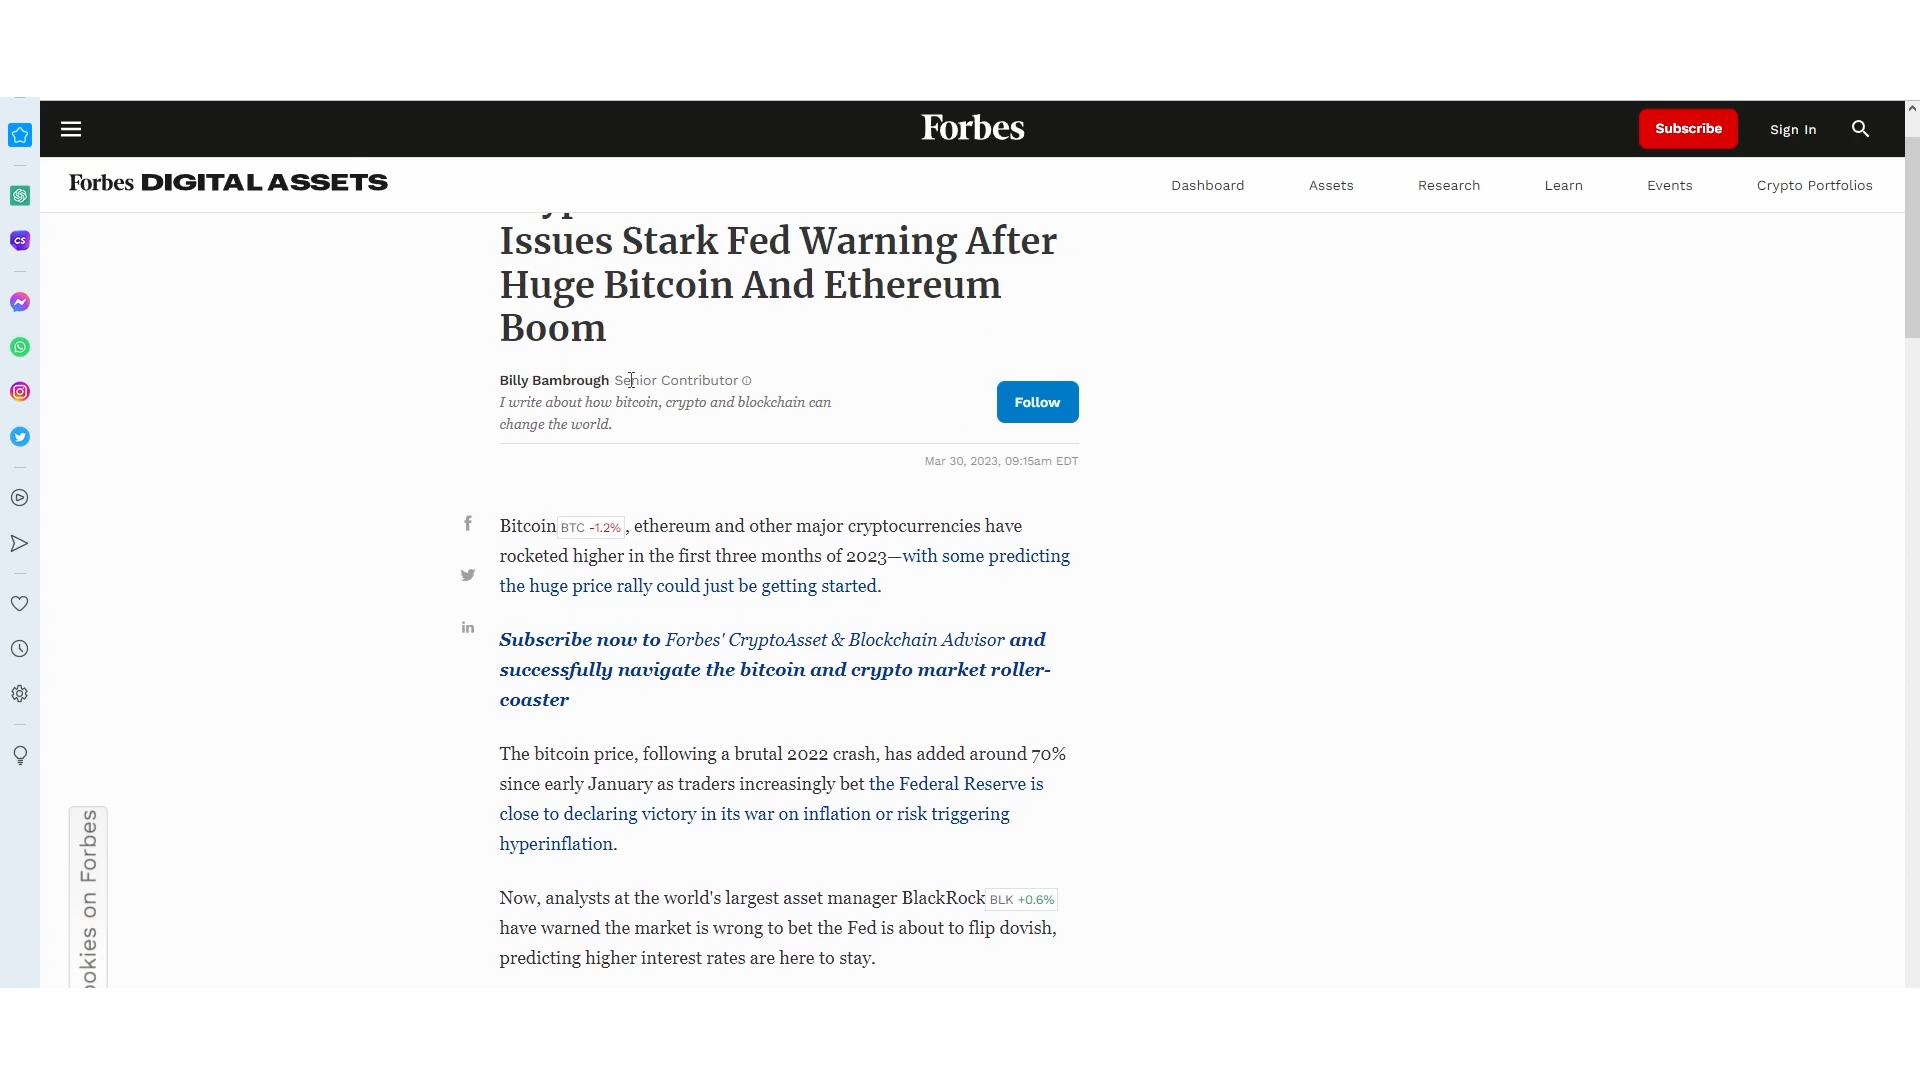 Forbes
Subscribe
Sign In
Forbes DIGITAL ASSETS
Dashboard
Assets
Research
Learn
Events
Crypto Portfolios
CS
Issues Stark Fed Warning After
Huge Bitcoin And Ethereum
Boom
Billy Bambrough Senior Contributor
I write about how bitcoin, crypto and blockchain can
change the world.
Follow
Mar 30, 2023, 09:15am EDT
Bitcoin BTC -1.2%, ethereum and other major cryptocurrencies have
rocketed higher in the first three months of 2023—with some predicting
the huge price rally could just be getting started.
Subscribe now to Forbes' CryptoAsset & Blockchain Advisor and
successfully navigate the bitcoin and crypto market roller-
coaster
The bitcoin price, following a brutal 2022 crash, has added around 70%
since early January as traders increasingly bet the Federal Reserve is
close to declaring victory in its war on inflation or risk triggering
hyperinflation.
Now, analysts at the world's largest asset manager BlackRock BLK +0.6%
have warned the market is wrong to bet the Fed is about to flip dovish,
predicting higher interest rates are here to stay.
ookies on Forbes